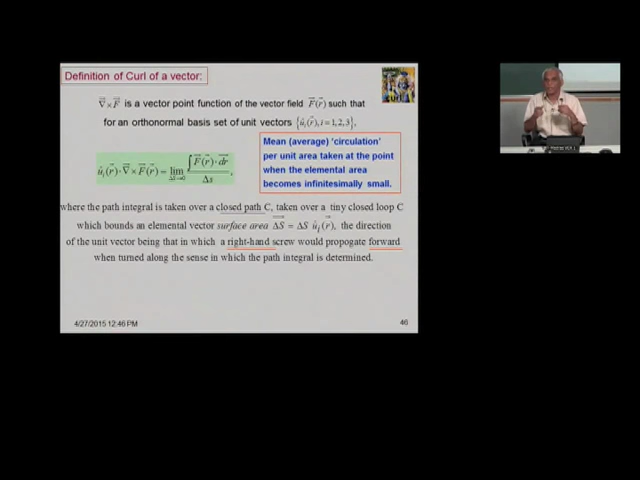 Definition of Curl of a vector:
∇⃗×F⃗ is a vector point function of the vector field F⃗(r⃗) such that
for an orthonormal basis set of unit vectors {ûᵢ(r⃗), i = 1,2,3},
Mean (average) ‘circulation’
per unit area taken at the point
when the elemental area
becomes infinitesimally small.
ûᵢ(r⃗)·∇⃗×F⃗(r⃗) = lim_{ΔS→0} ∫F⃗(r⃗)·dr⃗ / ΔS,
where the path integral is taken over a closed path C, taken over a tiny closed loop C
which bounds an elemental vector surface area ΔS⃗ = ΔS ûᵢ(r⃗), the direction
of the unit vector being that in which a right-hand screw would propogate forward
when turned along the sense in which the path integral is determined.
4/27/2015 12:46 PM
46